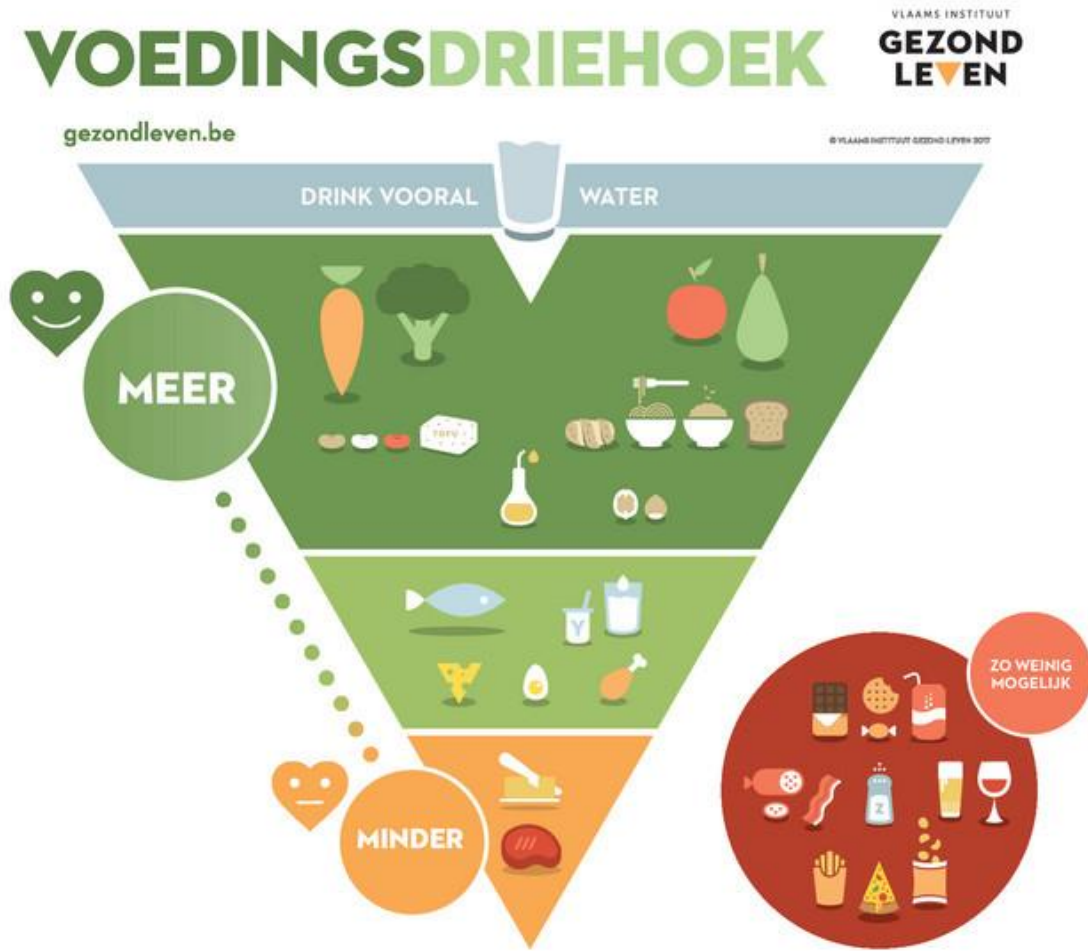 VLAAMS INSTITUUT
GEZOND
LEVEN
VOEDINGSDRIEHOEK
gezondleven.be
© VLAAMS INSTITUUT GEZOND LEVEN 2017
DRINK VOORAL WATER
MEER
TOFU
Y
ZO WEINIG
MOGELIJK
Z
MINDER